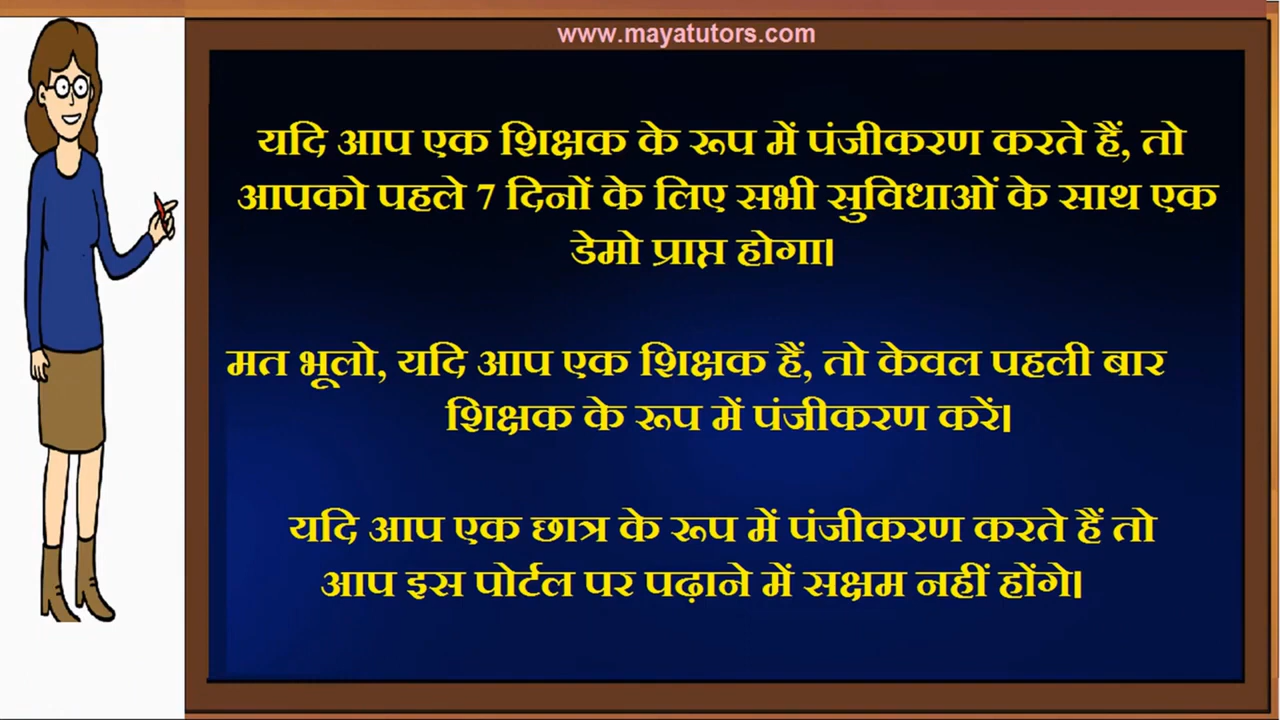 www.mayatutors.com
यदि आप एक शिक्षक के रूप में पंजीकरण करते हैं, तो
आपको पहले 7 दिनों के लिए सभी सुविधाओं के साथ एक
डेमो प्राप्त होगा।
मत भूलो, यदि आप एक शिक्षक हैं, तो केवल पहली बार
शिक्षक के रूप में पंजीकरण करें।
यदि आप एक छात्र के रूप में पंजीकरण करते हैं तो
आप इस पोर्टल पर पढ़ाने में सक्षम नहीं होंगे।